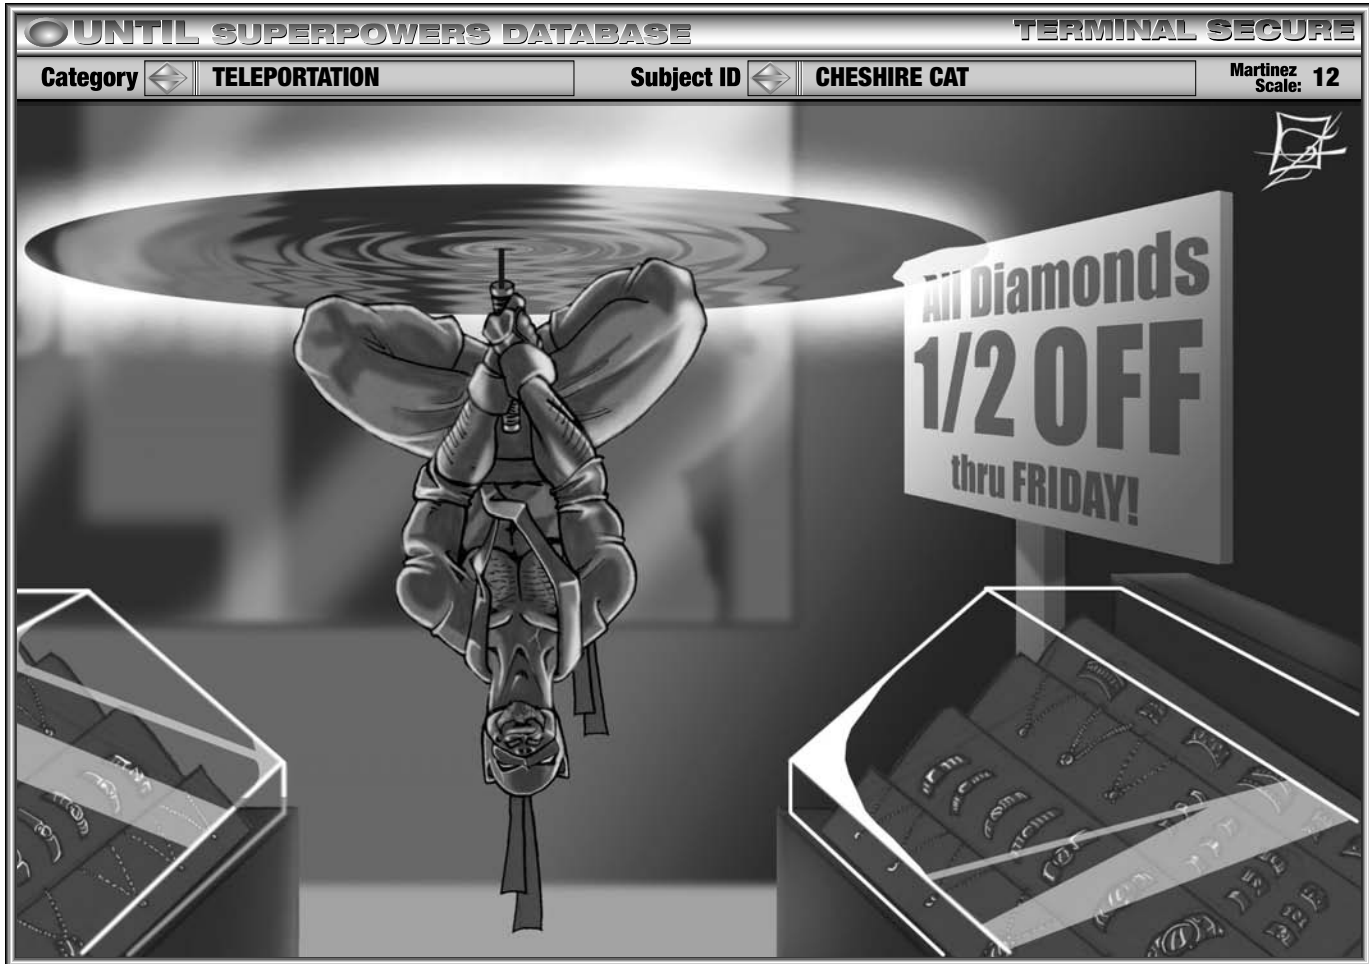 UNTIL SUPERPOWERS DATABASE
TERMINAL SECURE
Category
TELEPORTATION
Subject ID
CHESHIRE CAT
Martinez
Scale: 12
All Diamonds
1/2 OFF
thru FRIDAY!